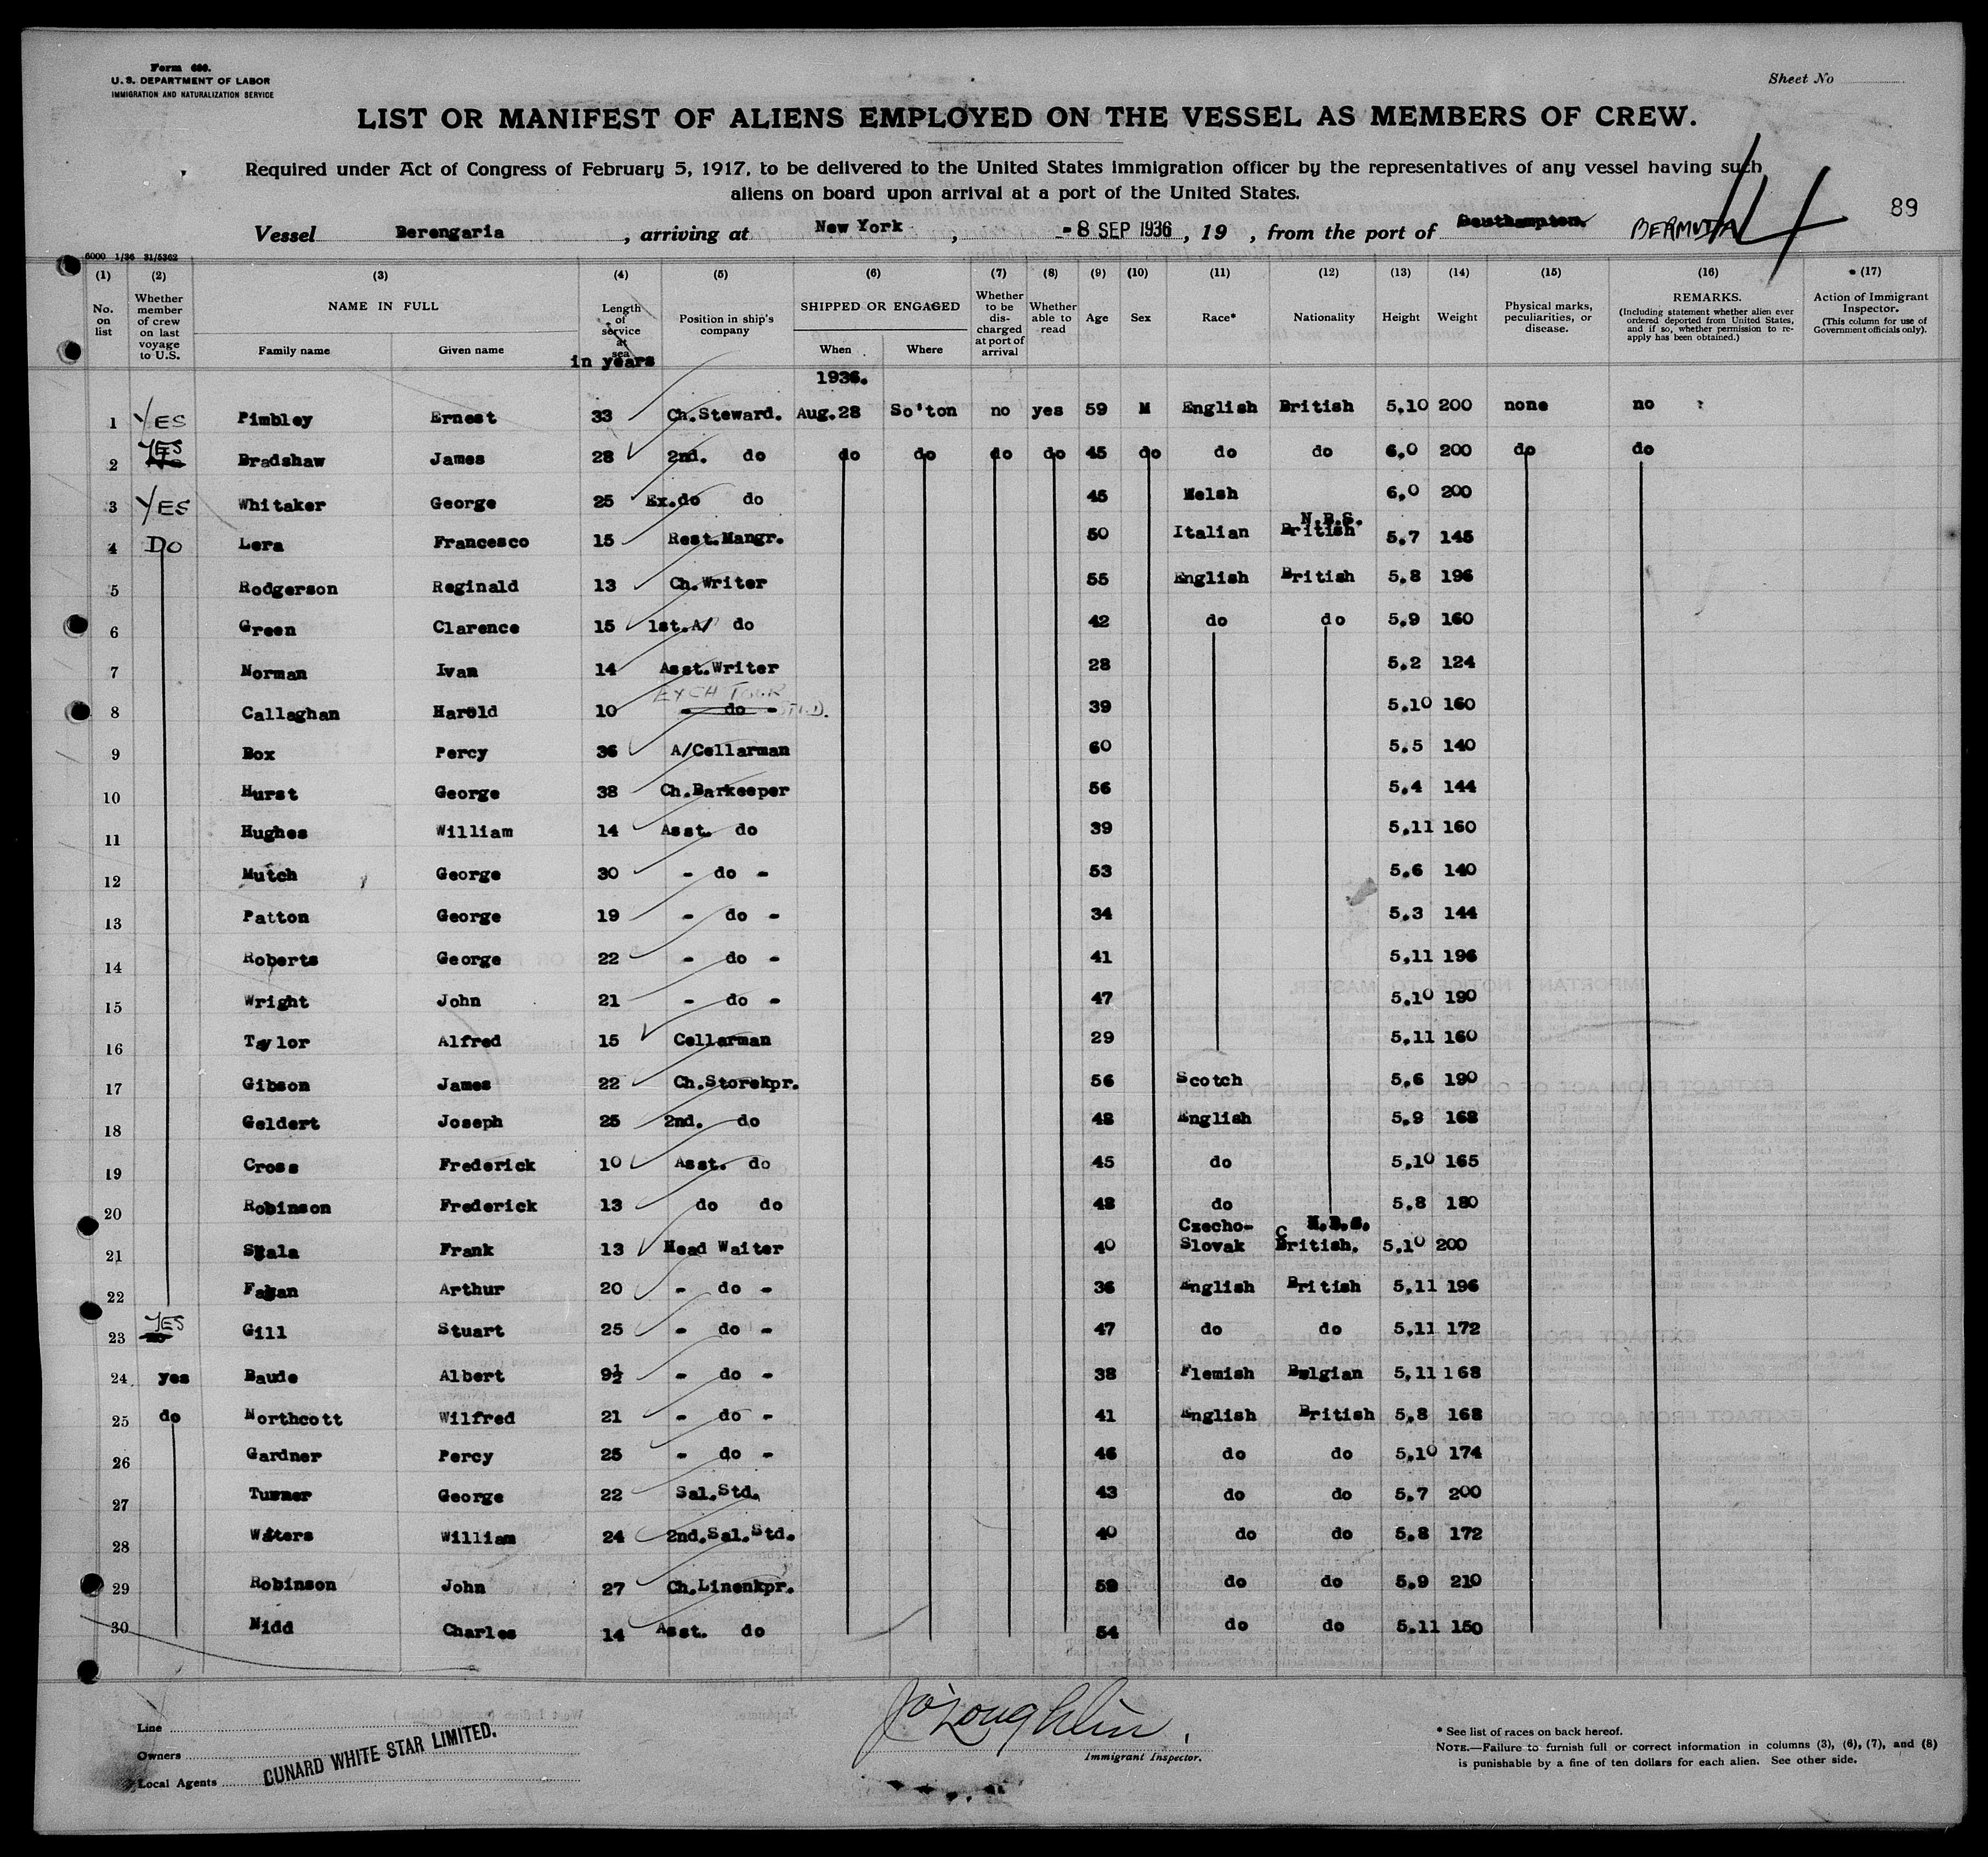 Form 680.
U. S. DEPARTMENT OF LABOR
IMMIGRATION AND NATURALIZATION SERVICE
Sheet No
LIST OR MANIFEST OF ALIENS EMPLOYED ON THE VESSEL AS MEMBERS OF CREW.
Required under Act of Congress of February 5, 1917, to be delivered to the United States immigration officer by the representatives of any vessel having such
aliens on board upon arrival at a port of the United States.
14
89
Vessel Berengaria, arriving at New York, -8 SEP 1936, 19 , from the port of Southampton. BERMUDA
6000 1/36 31/5362
(1) (2) (3) (4) (5) (6) (7) (8) (9) (10) (11) (12) (13) (14) (15) (16) (17)
No. on list
Whether member of crew on last voyage to U.S.
NAME IN FULL
Family name Given name
Length of service at sea
in years
Position in ship's company
SHIPPED OR ENGAGED
When Where
Whether to be discharged at port of arrival
Whether able to read
Age
Sex
Race*
Nationality
Height
Weight
Physical marks, peculiarities, or disease.
REMARKS.
(Including statement whether alien ever ordered deported from United States, and if so, whether permission to reapply has been obtained.)
Action of Immigrant Inspector.
(This column for use of Government officials only).
1936.
1 YES Pimbley Ernest 33 Ch.Steward. Aug.28 So'ton no yes 59 M English British 5.10 200 none no
2 YES Bradshaw James 28 2nd. do do do do do 45 do do do 6.0 200 do do
3 YES Whitaker George 25 Ex.do do 45 Welsh 6.0 200
4 DO Lera Francesco 15 Rest.Mangr. 50 Italian N.B.S. British 5.7 145
5 Rodgerson Reginald 13 Ch.Writer 55 English British 5.8 196
6 Green Clarence 15 1st.A/ do 42 do do 5.9 160
7 Norman Ivan 14 Asst.Writer 28 5.2 124
8 Callaghan Harold 10 - do - EXCH TOUR STD. 39 5.10 160
9 Box Percy 36 A/Cellarman 60 5.5 140
10 Hurst George 38 Ch.Barkeeper 56 5.4 144
11 Hughes William 14 Asst. do 39 5.11 160
12 Mutch George 30 - do - 53 5.6 140
13 Patton George 19 - do - 34 5.3 144
14 Roberts George 22 - do - 41 5.11 196
15 Wright John 21 - do - 47 5.10 190
16 Taylor Alfred 15 Cellarman 29 5.11 160
17 Gibson James 22 Ch.Storekpr. 56 Scotch 5.6 190
18 Geldert Joseph 25 2nd. do 48 English 5.9 168
19 Cross Frederick 10 Asst. do 45 do 5.10 165
20 Robinson Frederick 13 do do 48 do 5.8 180
21 Skala Frank 13 Head Waiter 40 Czecho-Slovak British. 5.10 200
22 Fagan Arthur 20 - do - 36 English British 5.11 196
23 YES Gill Stuart 25 - do - 47 do do 5.11 172
24 yes Baude Albert 9½ - do - 38 Flemish Belgian 5.11 168
25 do Northcott Wilfred 21 - do - 41 English British 5.8 168
26 Gardner Percy 25 - do - 46 do do 5.10 174
27 Turner George 22 Sal.Std. 43 do do 5.7 200
28 Waters William 24 2nd.Sal.Std. 40 do do 5.8 172
29 Robinson John 27 Ch.Linenkpr. do do 5.9 210
30 Nidd Charles 14 Asst. do 54 do do 5.11 150
Line
Owners
Local Agents
CUNARD WHITE STAR LIMITED.
J O'Loughlin.
Immigrant Inspector.
* See list of races on back hereof.
NOTE.—Failure to furnish full or correct information in columns (3), (6), (7), and (8)
is punishable by a fine of ten dollars for each alien. See other side.